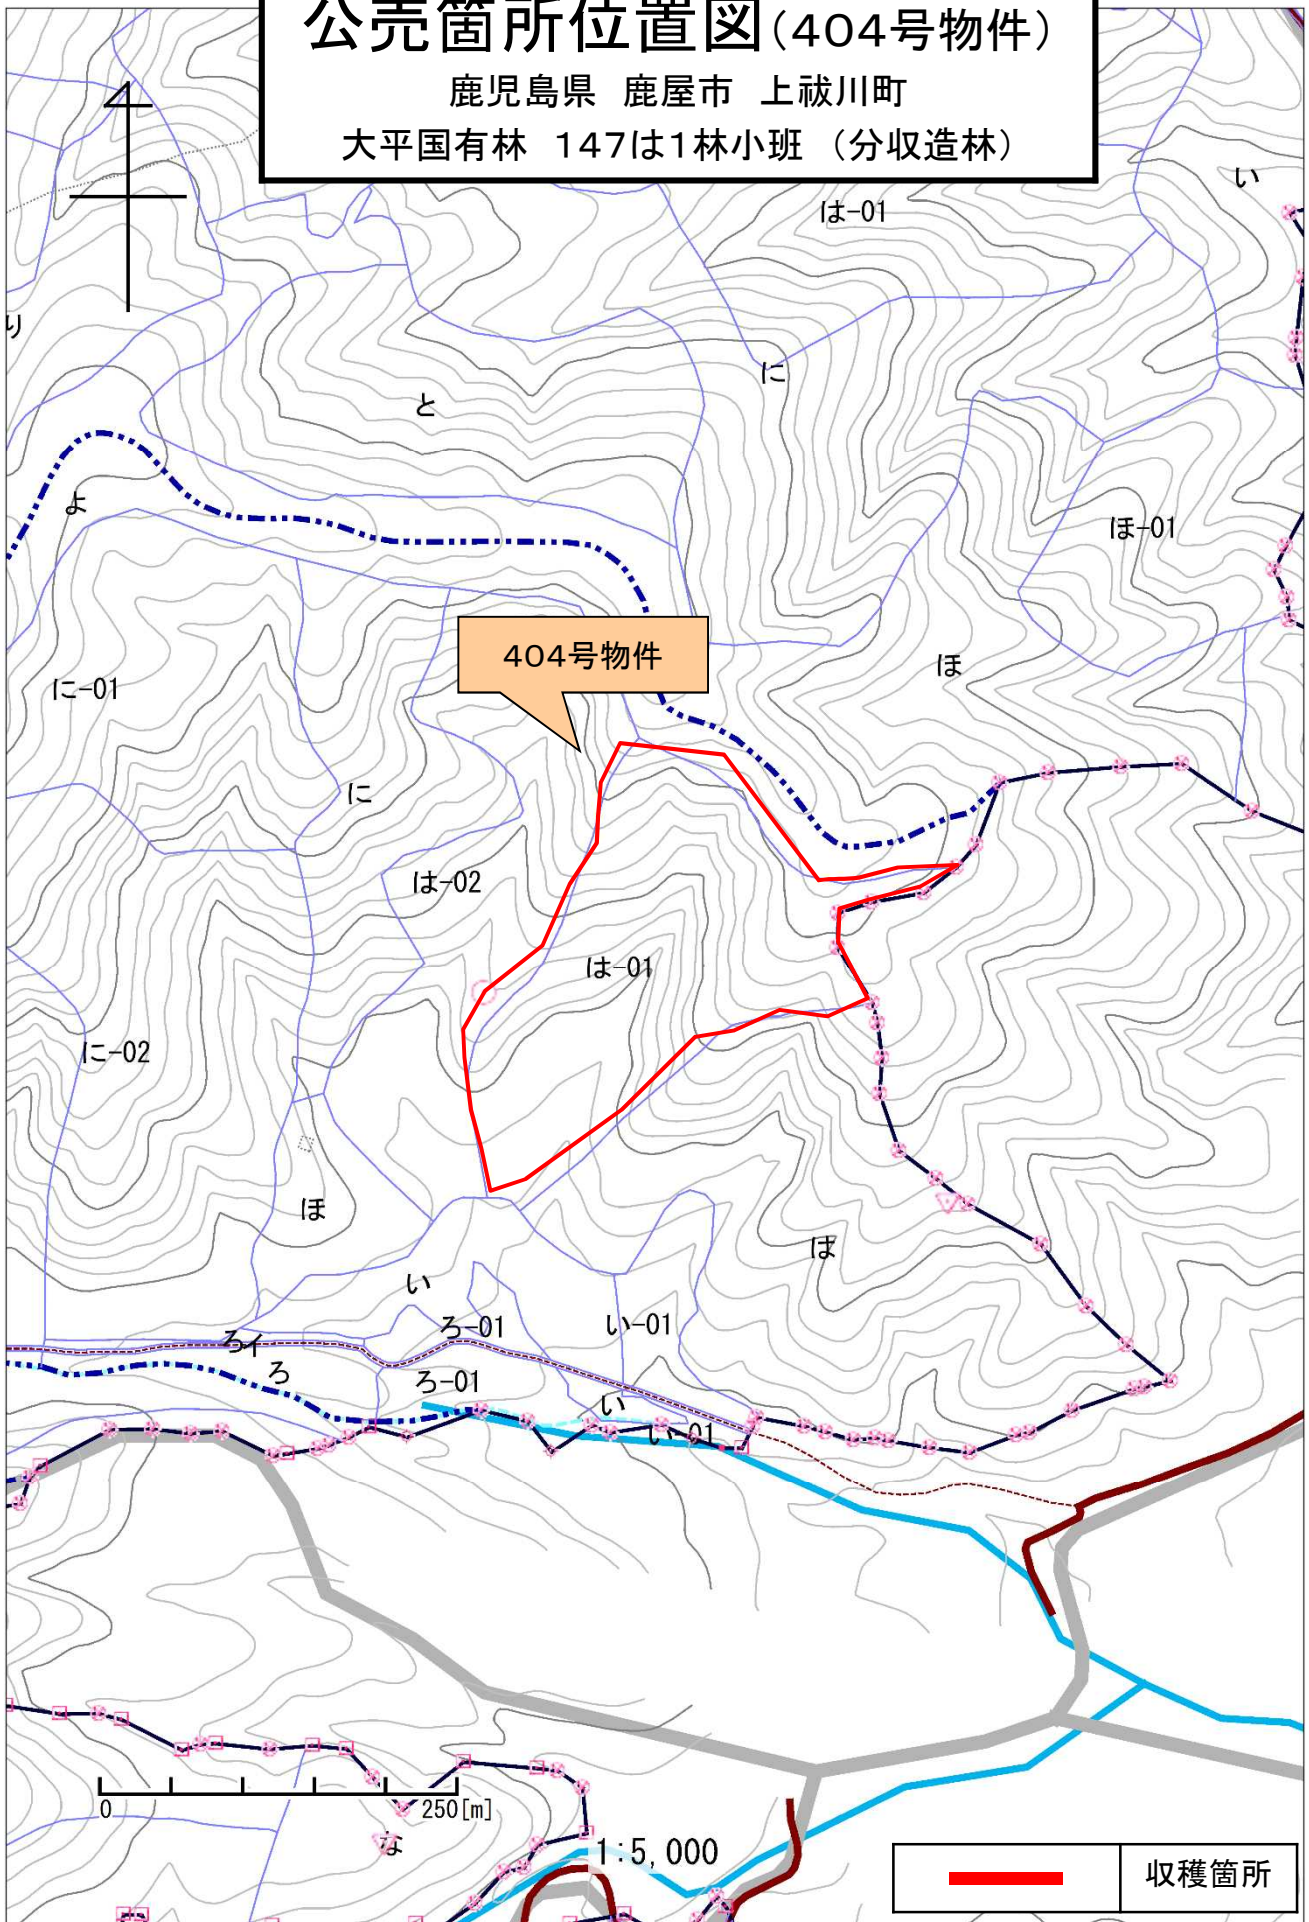 公売箇所位置図(404号物件)
鹿児島県 鹿屋市 上祓川町
大平国有林 147は1林小班 (分収造林)
い
は-01
り
に
と
よ
ほ-01
404号物件
ほ
に-01
に
は-02
は-01
に-02
ほ
ほ
い
ろ-01
い-01
ろイ
ろ
ろ-01
い
い-01
0
250[m]
な
1:5,000
収穫箇所